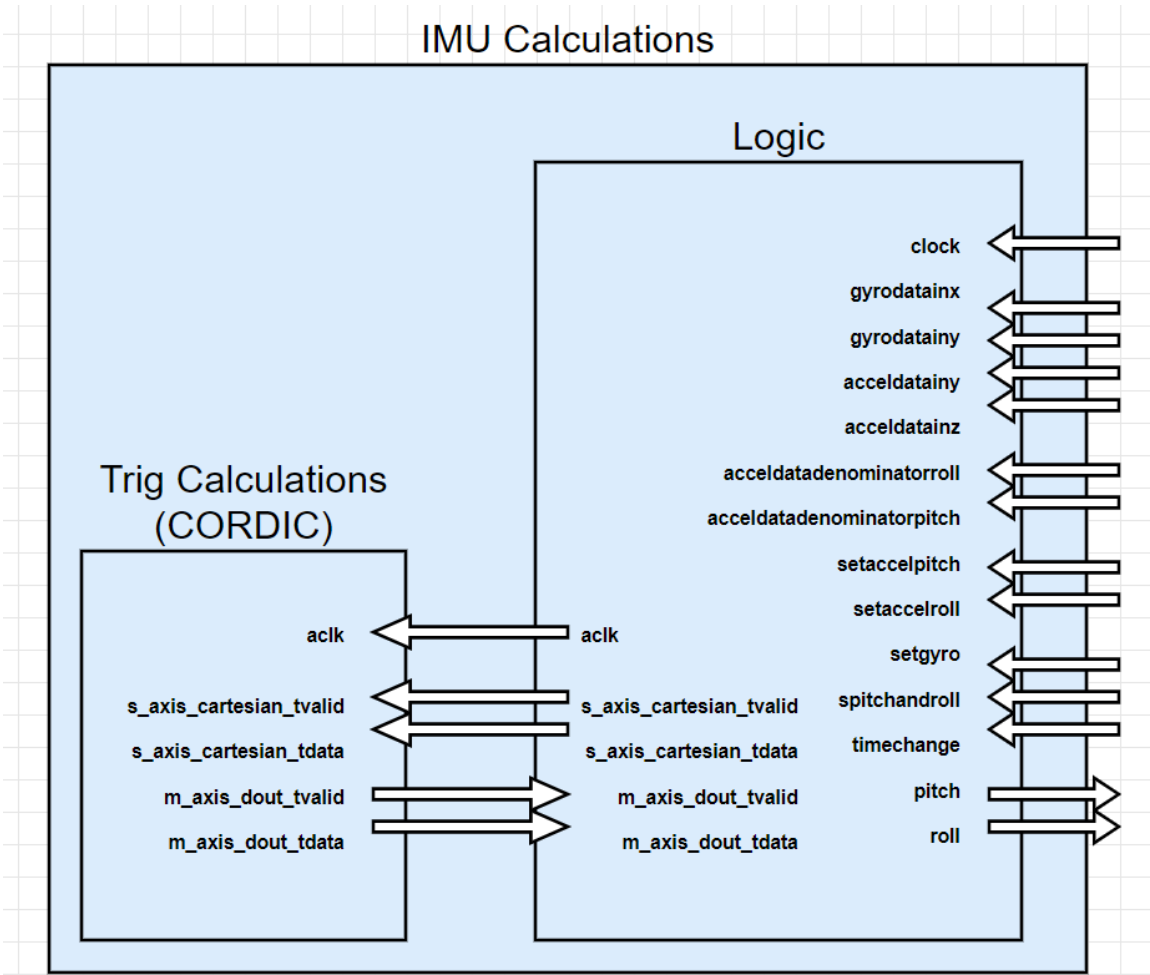 IMU Calculations
Logic
clock
gyrodatainx
gyrodatainy
acceldatainy
acceldatainz
acceldatadenominatorroll
acceldatadenominatorpitch
setaccelpitch
setaccelroll
setgyro
spitchandroll
timechange
pitch
roll
aclk
s_axis_cartesian_tvalid
s_axis_cartesian_tdata
m_axis_dout_tvalid
m_axis_dout_tdata
Trig Calculations
(CORDIC)
aclk
s_axis_cartesian_tvalid
s_axis_cartesian_tdata
m_axis_dout_tvalid
m_axis_dout_tdata